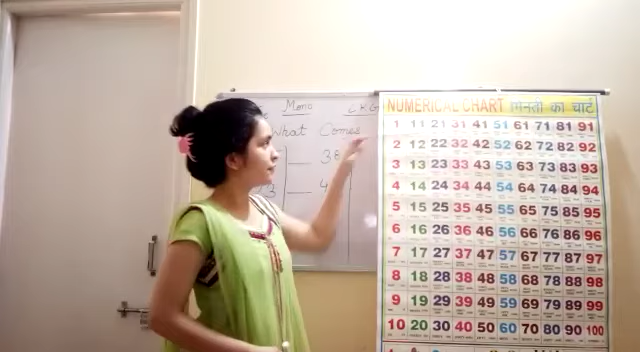 Mono
What Comes
38
NUMERICAL CHART गिनती का चार्ट
1 11 21 31 41 51 61 71 81 91
2 12 22 32 42 52 62 72 82 92
3 13 23 33 43 53 63 73 83 93
4 14 24 34 44 54 64 74 84 94
5 15 25 35 45 55 65 75 85 95
6 16 26 36 46 56 66 76 86 96
7 17 27 37 47 57 67 77 87 97
8 18 28 38 48 58 68 78 88 98
9 19 29 39 49 59 69 79 89 99
10 20 30 40 50 60 70 80 90 100